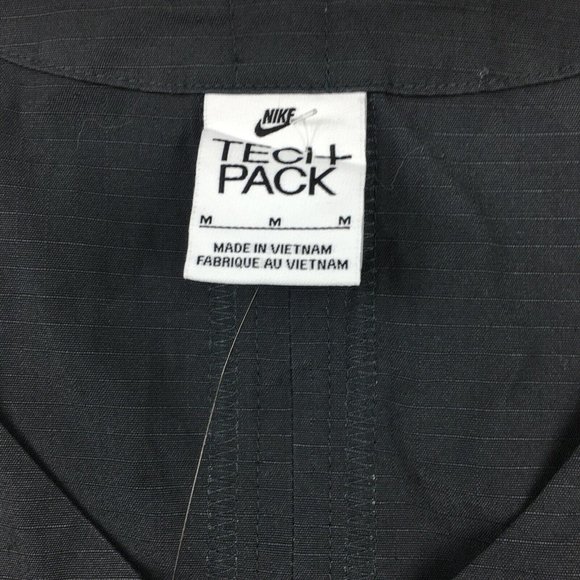 NIKE
TECH
PACK
M M M
MADE IN VIETNAM
FABRIQUE AU VIETNAM